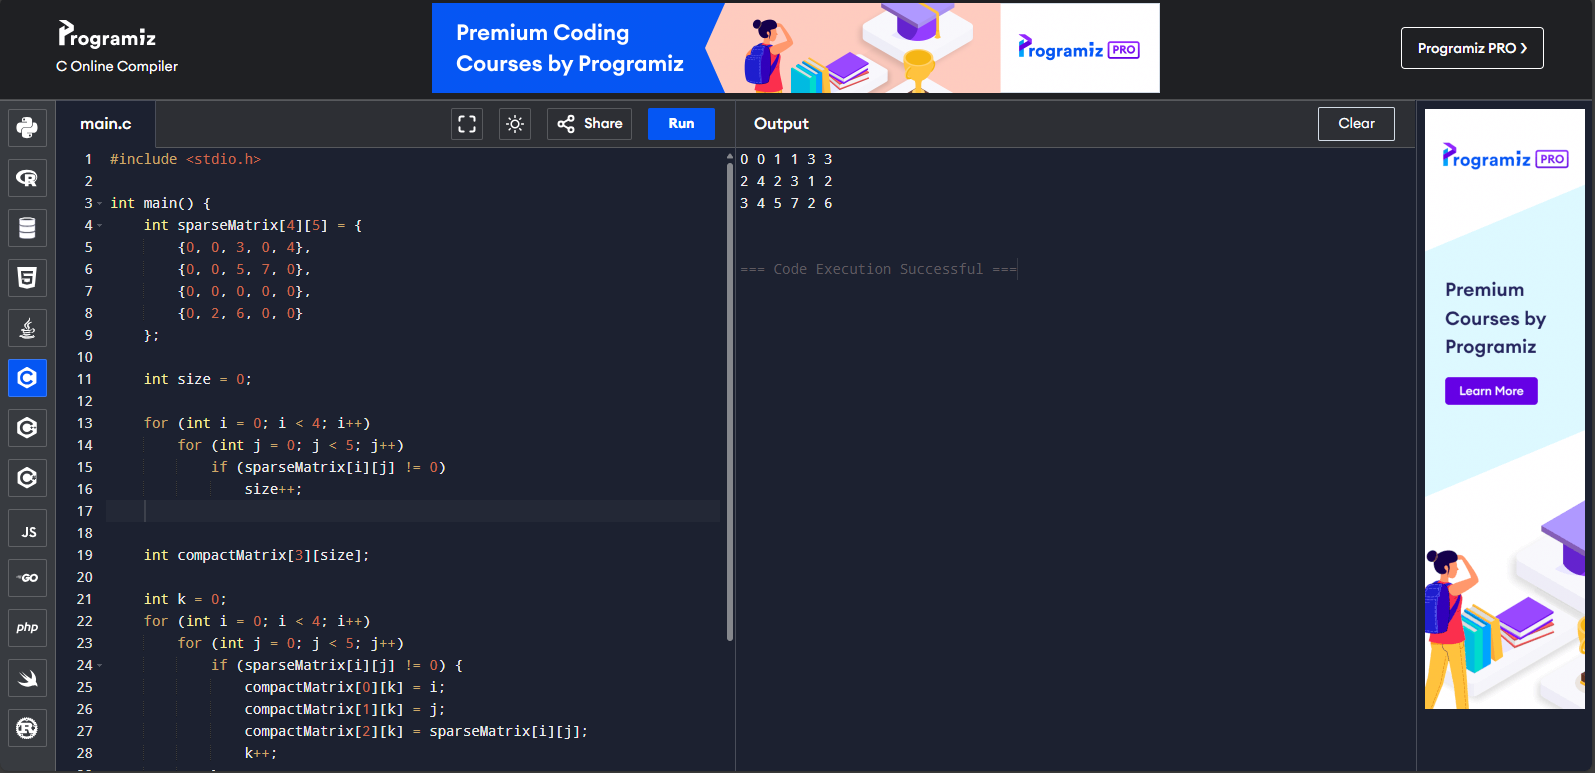 Programiz
C Online Compiler
Premium Coding
Courses by Programiz
Programiz PRO
Programiz PRO ❯
main.c
Share
Run
Output
Clear
1 #include <stdio.h>
2
3 int main() {
4 int sparseMatrix[4][5] = {
5 {0, 0, 3, 0, 4},
6 {0, 0, 5, 7, 0},
7 {0, 0, 0, 0, 0},
8 {0, 2, 6, 0, 0}
9 };
10
11 int size = 0;
12
13 for (int i = 0; i < 4; i++)
14 for (int j = 0; j < 5; j++)
15 if (sparseMatrix[i][j] != 0)
16 size++;
17
18
19 int compactMatrix[3][size];
20
21 int k = 0;
22 for (int i = 0; i < 4; i++)
23 for (int j = 0; j < 5; j++)
24 if (sparseMatrix[i][j] != 0) {
25 compactMatrix[0][k] = i;
26 compactMatrix[1][k] = j;
27 compactMatrix[2][k] = sparseMatrix[i][j];
28 k++;
0 0 1 1 3 3
2 4 2 3 1 2
3 4 5 7 2 6
=== Code Execution Successful ===
Programiz PRO
Premium
Courses by
Programiz
Learn More
R
5
C
C
C
JS
GO
php
R